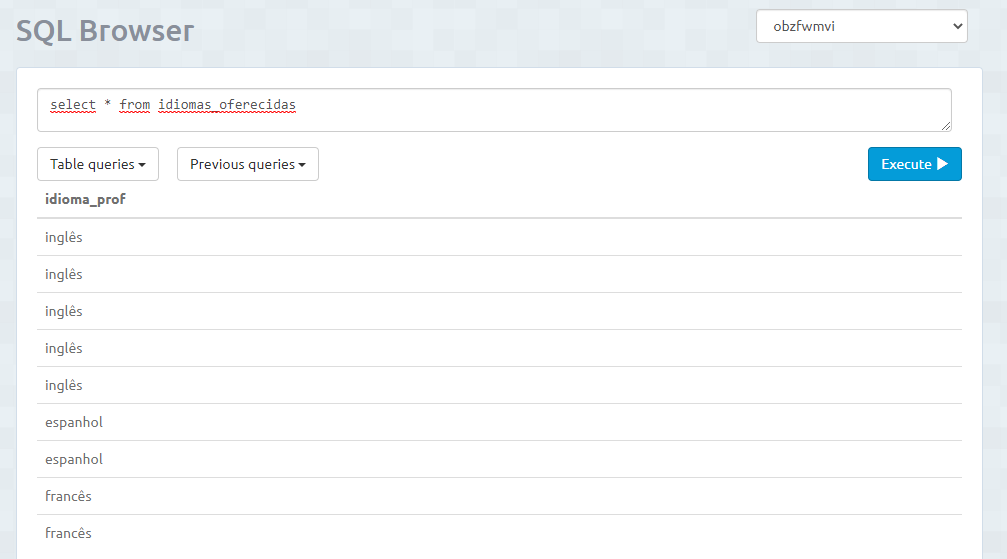 SQL Browser
obzfwmvi
select * from idiomas_oferecidas
Table queries
Previous queries
Execute
idioma_prof
inglês
inglês
inglês
inglês
inglês
espanhol
espanhol
francês
francês